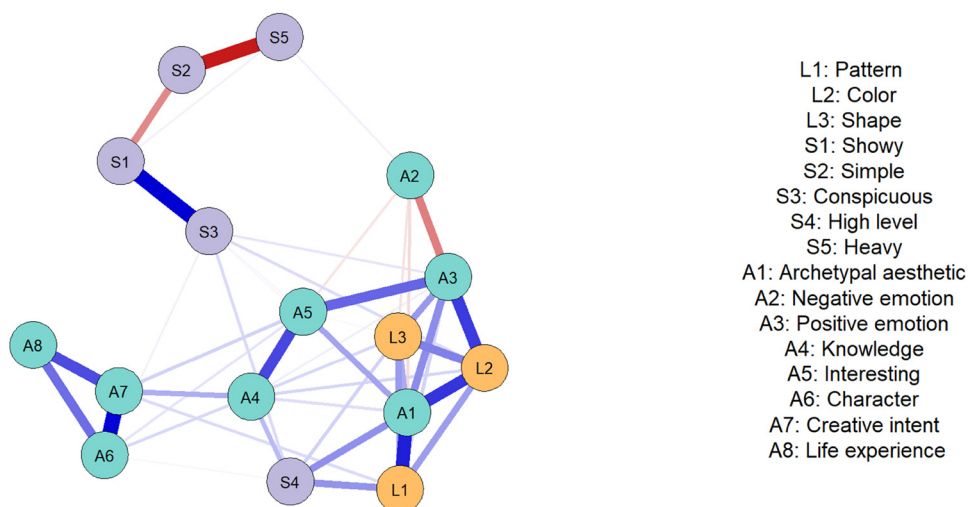 S5
S2
S1
A2
S3
A3
A5
L3
A8
L2
A7
A4
A1
A6
S4
L1
L1: Pattern
L2: Color
L3: Shape
S1: Showy
S2: Simple
S3: Conspicuous
S4: High level
S5: Heavy
A1: Archetypal aesthetic
A2: Negative emotion
A3: Positive emotion
A4: Knowledge
A5: Interesting
A6: Character
A7: Creative intent
A8: Life experience